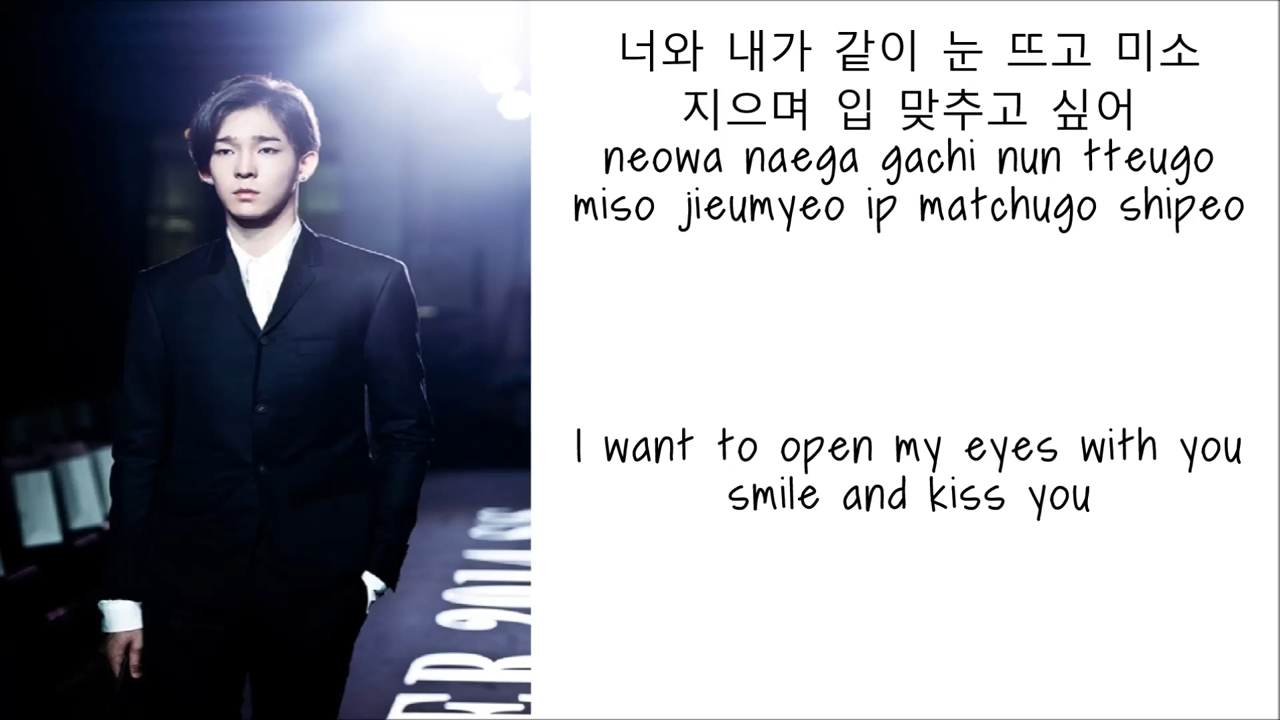 너와 내가 같이 눈 뜨고 미소
지으며 입 맞추고 싶어
neowa naega gachi nun tteugo
miso jieumyeo ip matchugo shipeo
I want to open my eyes with you
smile and kiss you